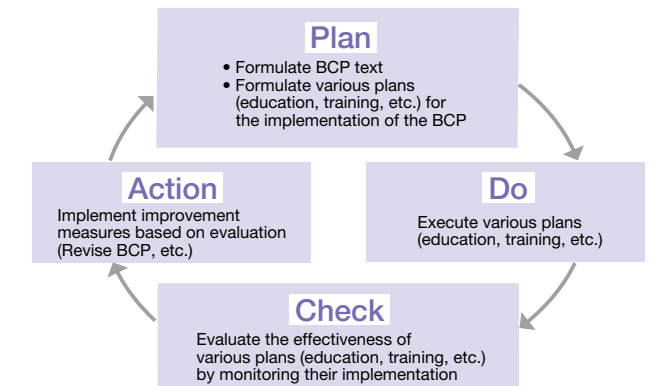 Plan
• Formulate BCP text
• Formulate various plans
(education, training, etc.) for
the implementation of the BCP
Do
Execute various plans
(education, training, etc.)
Check
Evaluate the effectiveness of
various plans (education, training, etc.)
by monitoring their implementation
Action
Implement improvement
measures based on evaluation
(Revise BCP, etc.)